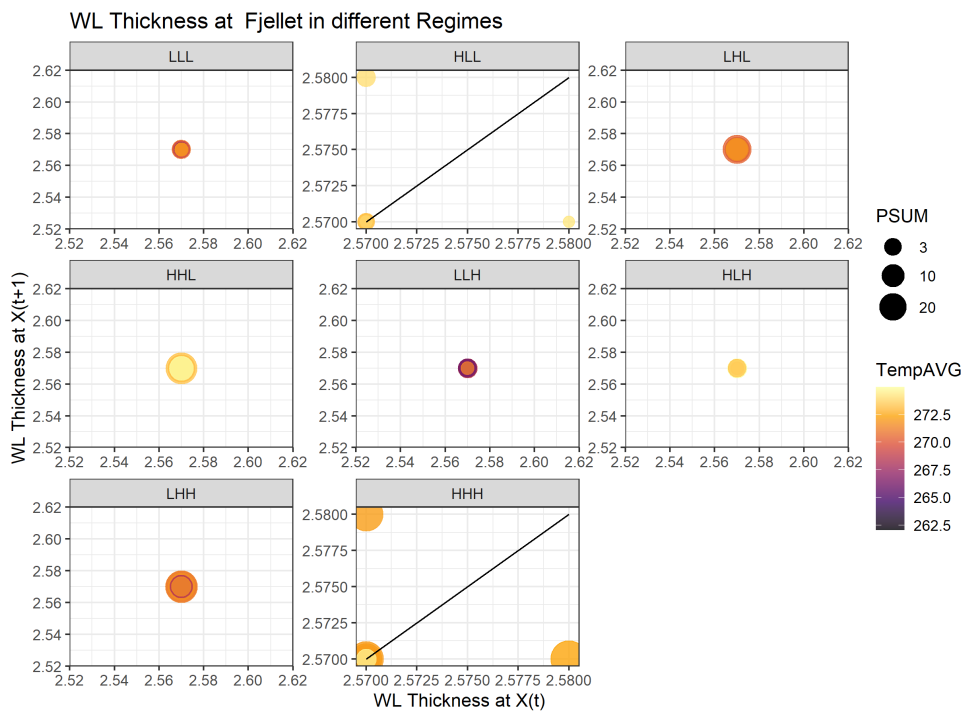 WL Thickness at  Fjellet in different Regimes
LLL
HLL
LHL
2.62
2.60
2.58
2.56
2.54
2.52
2.52 2.54 2.56 2.58 2.60 2.62
2.5800
2.5775
2.5750
2.5725
2.5700
2.5700 2.5725 2.5750 2.5775 2.5800
2.62
2.60
2.58
2.56
2.54
2.52
2.52 2.54 2.56 2.58 2.60 2.62
HHL
LLH
HLH
2.62
2.60
2.58
2.56
2.54
2.52
2.52 2.54 2.56 2.58 2.60 2.62
2.62
2.60
2.58
2.56
2.54
2.52
2.52 2.54 2.56 2.58 2.60 2.62
2.62
2.60
2.58
2.56
2.54
2.52
2.52 2.54 2.56 2.58 2.60 2.62
LHH
HHH
2.62
2.60
2.58
2.56
2.54
2.52
2.52 2.54 2.56 2.58 2.60 2.62
2.5800
2.5775
2.5750
2.5725
2.5700
2.5700 2.5725 2.5750 2.5775 2.5800
WL Thickness at X(t+1)
WL Thickness at X(t)
PSUM
3
10
20
TempAVG
272.5
270.0
267.5
265.0
262.5